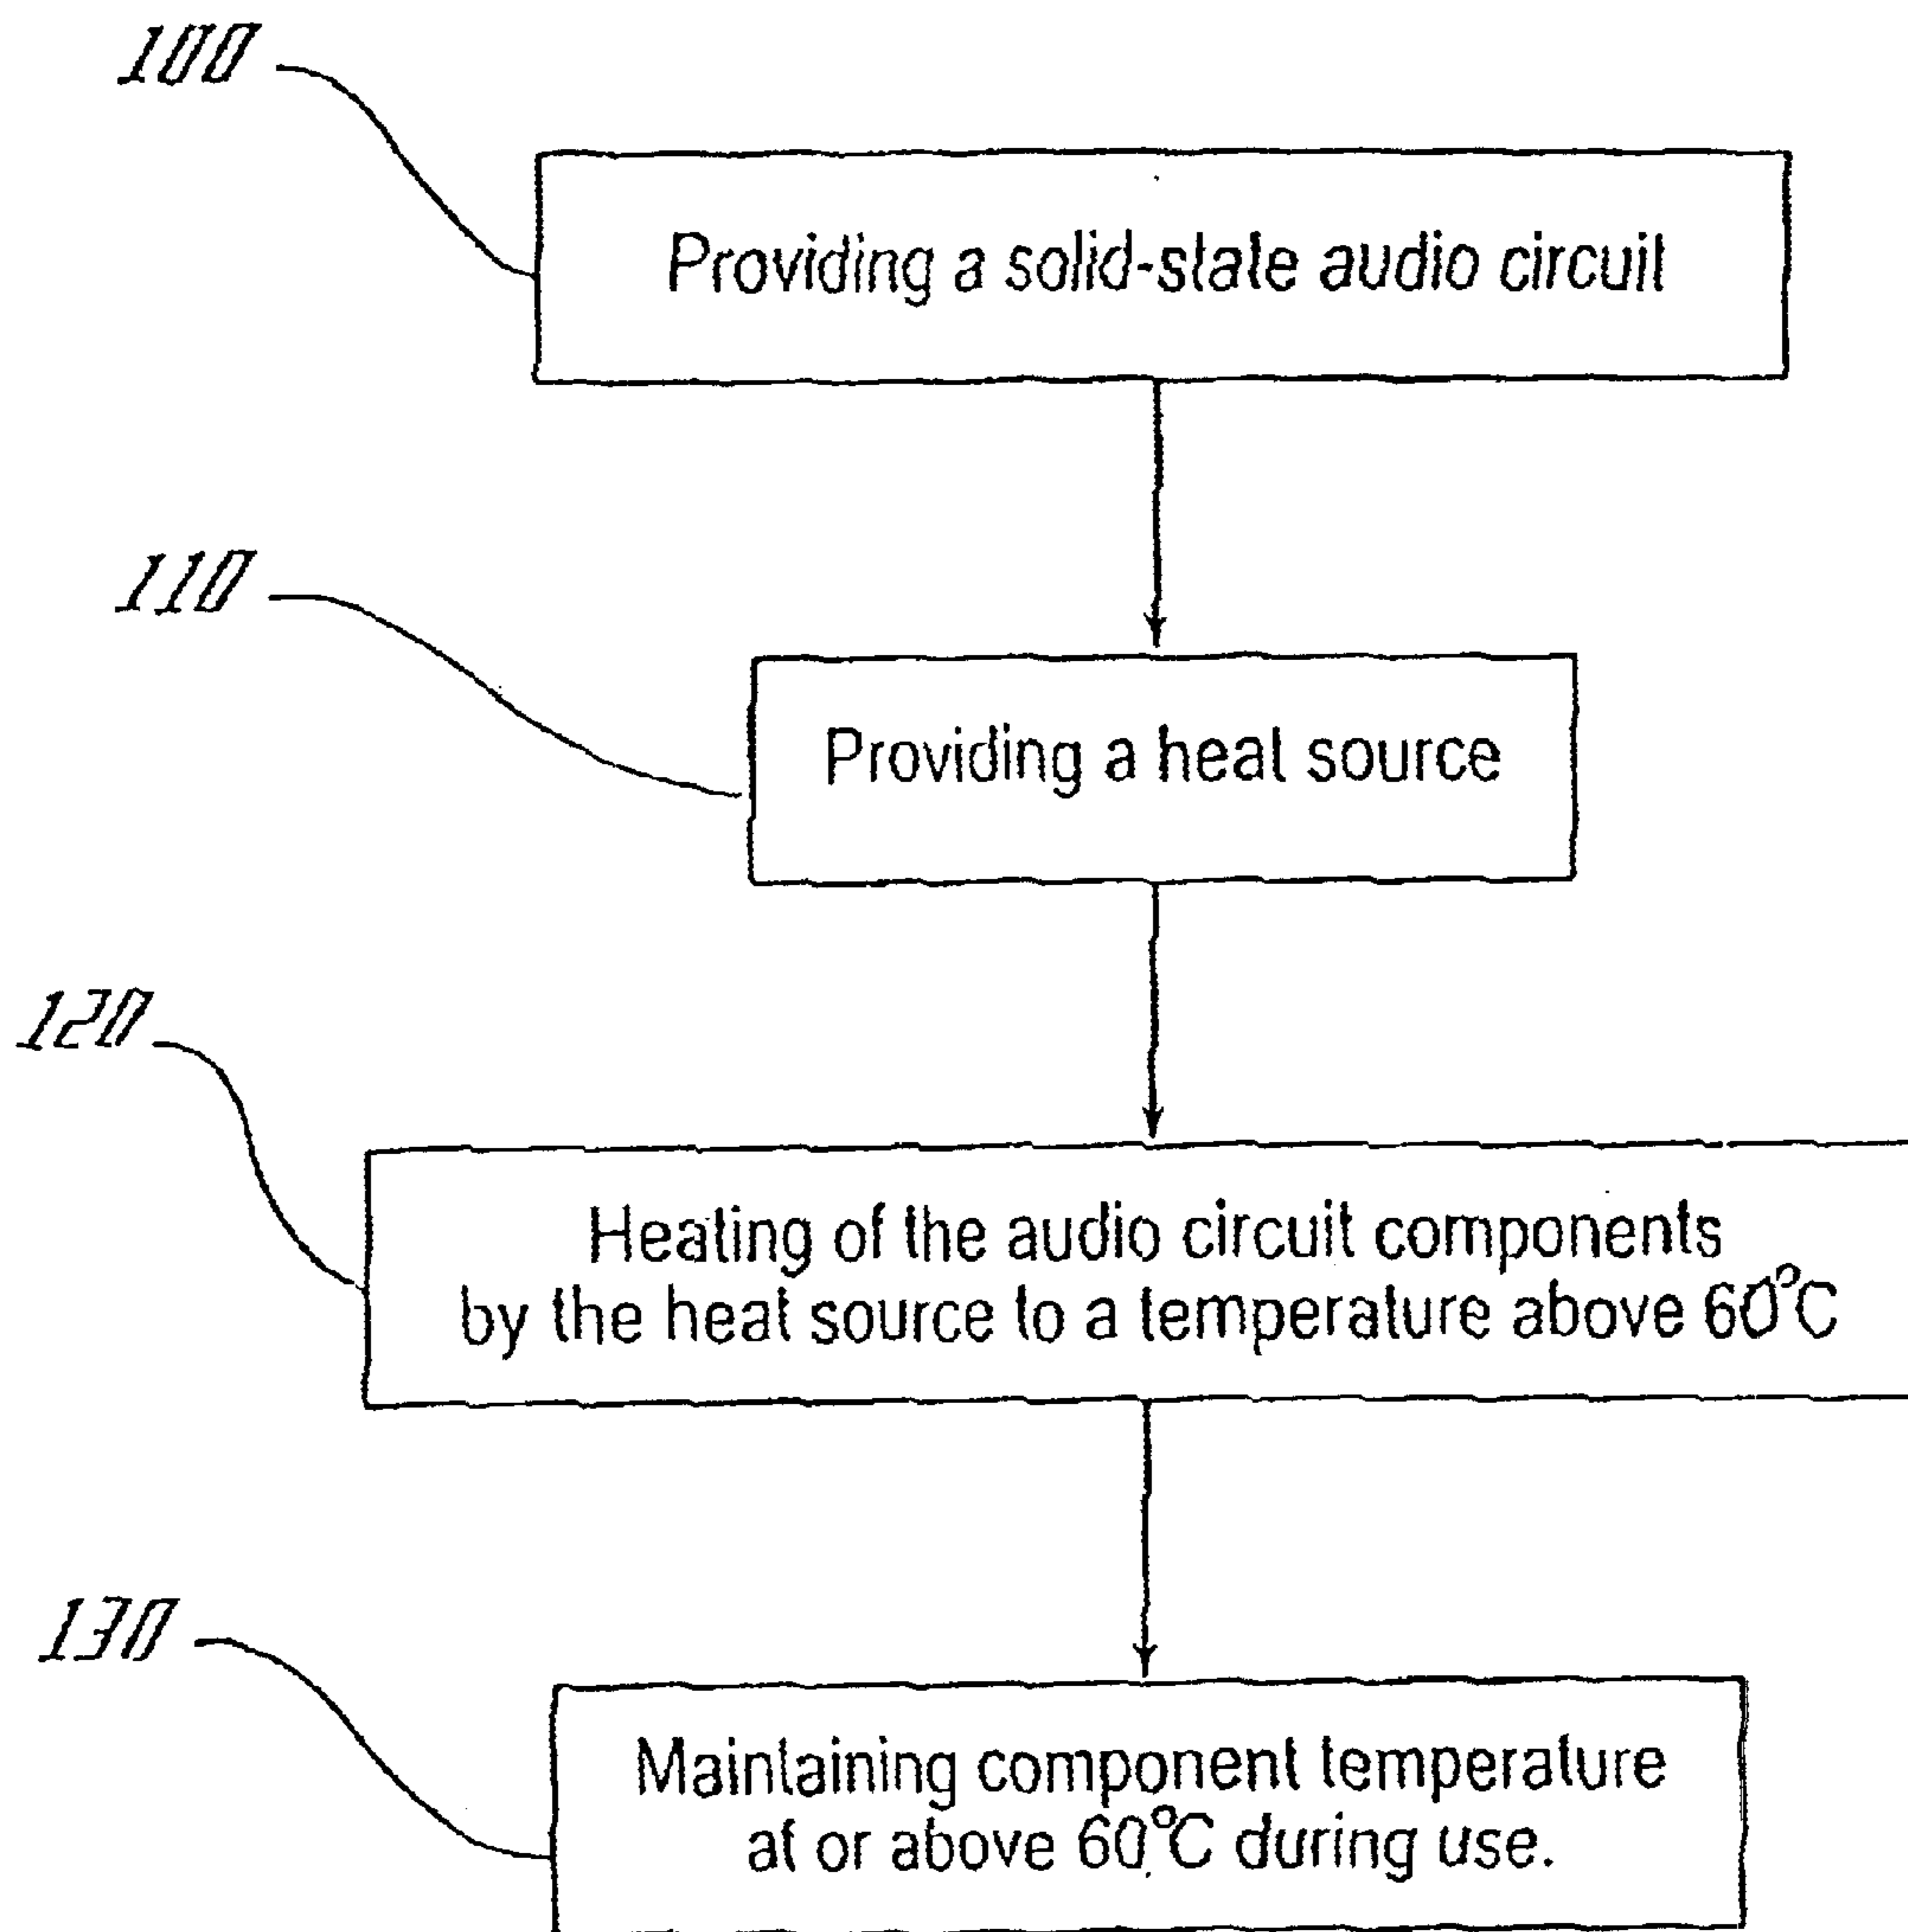 100
Providing a solid-state audio circuit
110
Providing a heat source
120
Heating of the audio circuit components
by the heat source to a temperature above 60°C
130
Maintaining component temperature
at or above 60°C during use.